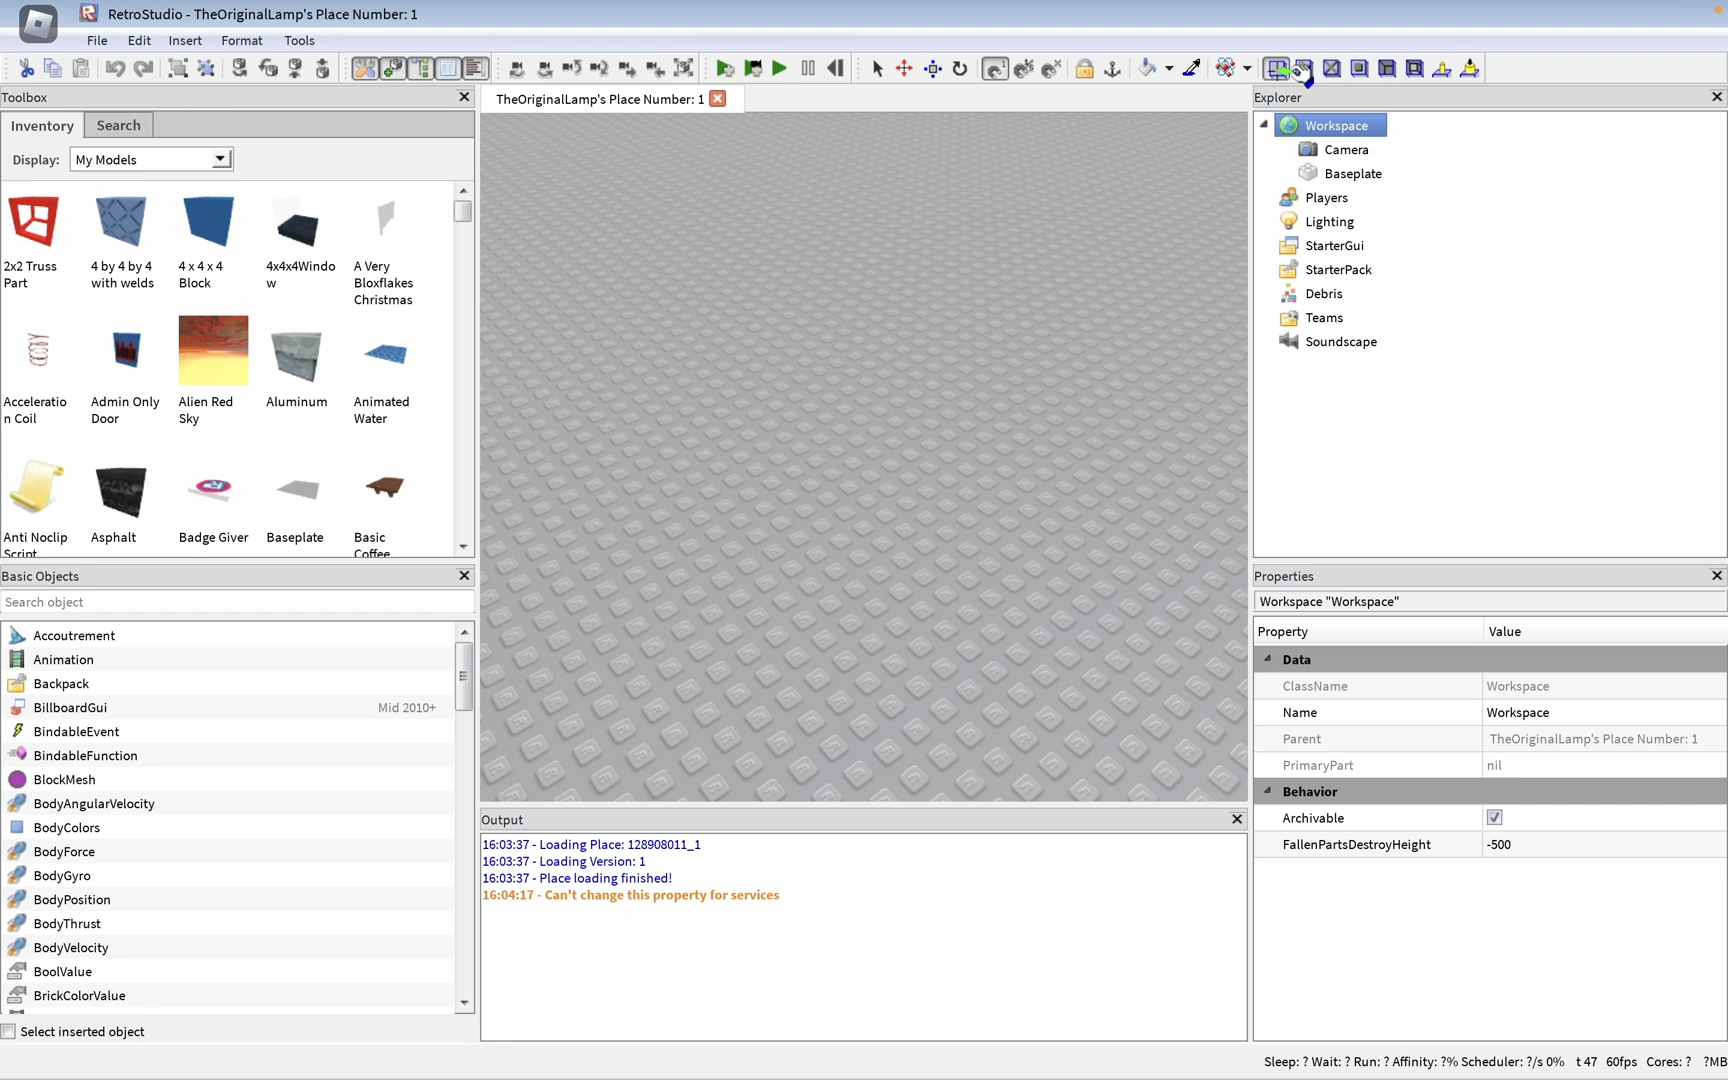 RetroStudio - TheOriginalLamp's Place Number: 1
File Edit Insert Format Tools
Toolbox
Inventory Search
Display: My Models
2x2 Truss Part
4 by 4 by 4 with welds
4 x 4 x 4 Block
4x4x4Windo w
A Very Bloxflakes Christmas
Acceleratio n Coil
Admin Only Door
Alien Red Sky
Aluminum
Animated Water
Anti Noclip Script
Asphalt
Badge Giver
Baseplate
Basic Coffee
Basic Objects
Search object
Accoutrement
Animation
Backpack
BillboardGui Mid 2010+
BindableEvent
BindableFunction
BlockMesh
BodyAngularVelocity
BodyColors
BodyForce
BodyGyro
BodyPosition
BodyThrust
BodyVelocity
BoolValue
BrickColorValue
Select inserted object
TheOriginalLamp's Place Number: 1
Output
16:03:37 - Loading Place: 128908011_1
16:03:37 - Loading Version: 1
16:03:37 - Place loading finished!
16:04:17 - Can't change this property for services
Explorer
Workspace
Camera
Baseplate
Players
Lighting
StarterGui
StarterPack
Debris
Teams
Soundscape
Properties
Workspace "Workspace"
Property Value
Data
ClassName Workspace
Name Workspace
Parent TheOriginalLamp's Place Number: 1
PrimaryPart nil
Behavior
Archivable
FallenPartsDestroyHeight -500
Sleep: ? Wait: ? Run: ? Affinity: ?% Scheduler: ?/s 0% t 47 60fps Cores: ? ?MB